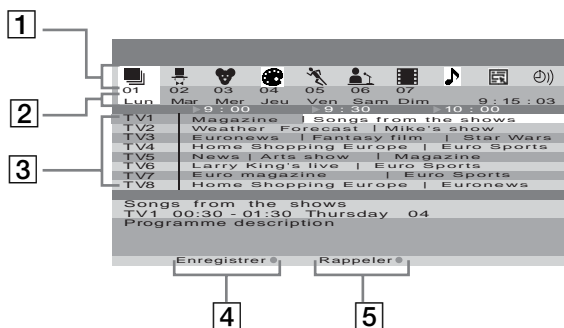 1
01 02 03 04 05 06 07
2
Lun Mar Mer Jeu Ven Sam Dim 9:15:03
▶9:00 ▶9:30 ▶10:00
TV1 Magazine | Songs from the shows
TV2 Weather Forecast | Mike's show
TV3 Euronews | Fantasy film | Star Wars
TV4 Home Shopping Europe | Euro Sports
3
TV5 News | Arts show | Magazine
TV6 Larry King's live | Euro Sports
TV7 Euro magazine | Euro Sports
TV8 Home Shopping Europe | Euronews
Songs from the shows
TV1 00:30 - 01:30 Thursday 04
Programme description
Enregistrer Rappeler
4 5